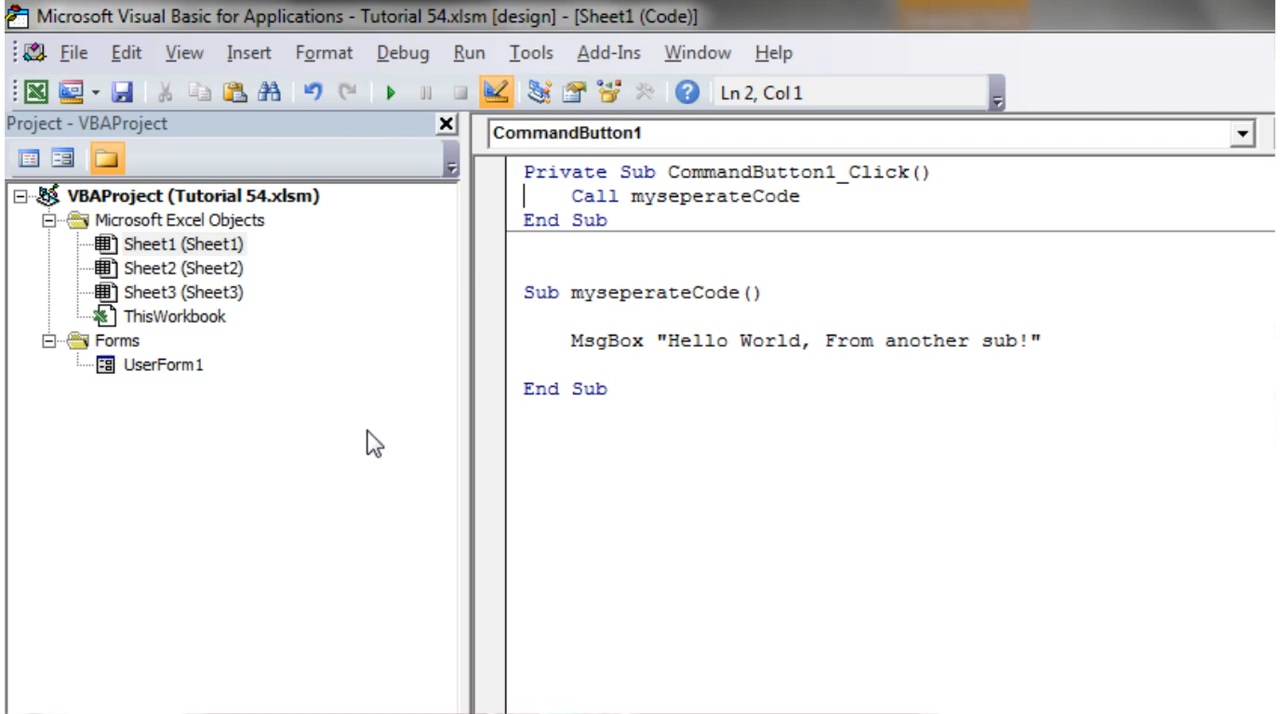 Microsoft Visual Basic for Applications - Tutorial 54.xlsm [design] - [Sheet1 (Code)]
File Edit View Insert Format Debug Run Tools Add-Ins Window Help
Ln 2, Col 1
Project - VBAProject
VBAProject (Tutorial 54.xlsm)
Microsoft Excel Objects
Sheet1 (Sheet1)
Sheet2 (Sheet2)
Sheet3 (Sheet3)
ThisWorkbook
Forms
UserForm1
CommandButton1
Private Sub CommandButton1_Click()
Call myseperateCode
End Sub
Sub myseperateCode()
MsgBox "Hello World, From another sub!"
End Sub